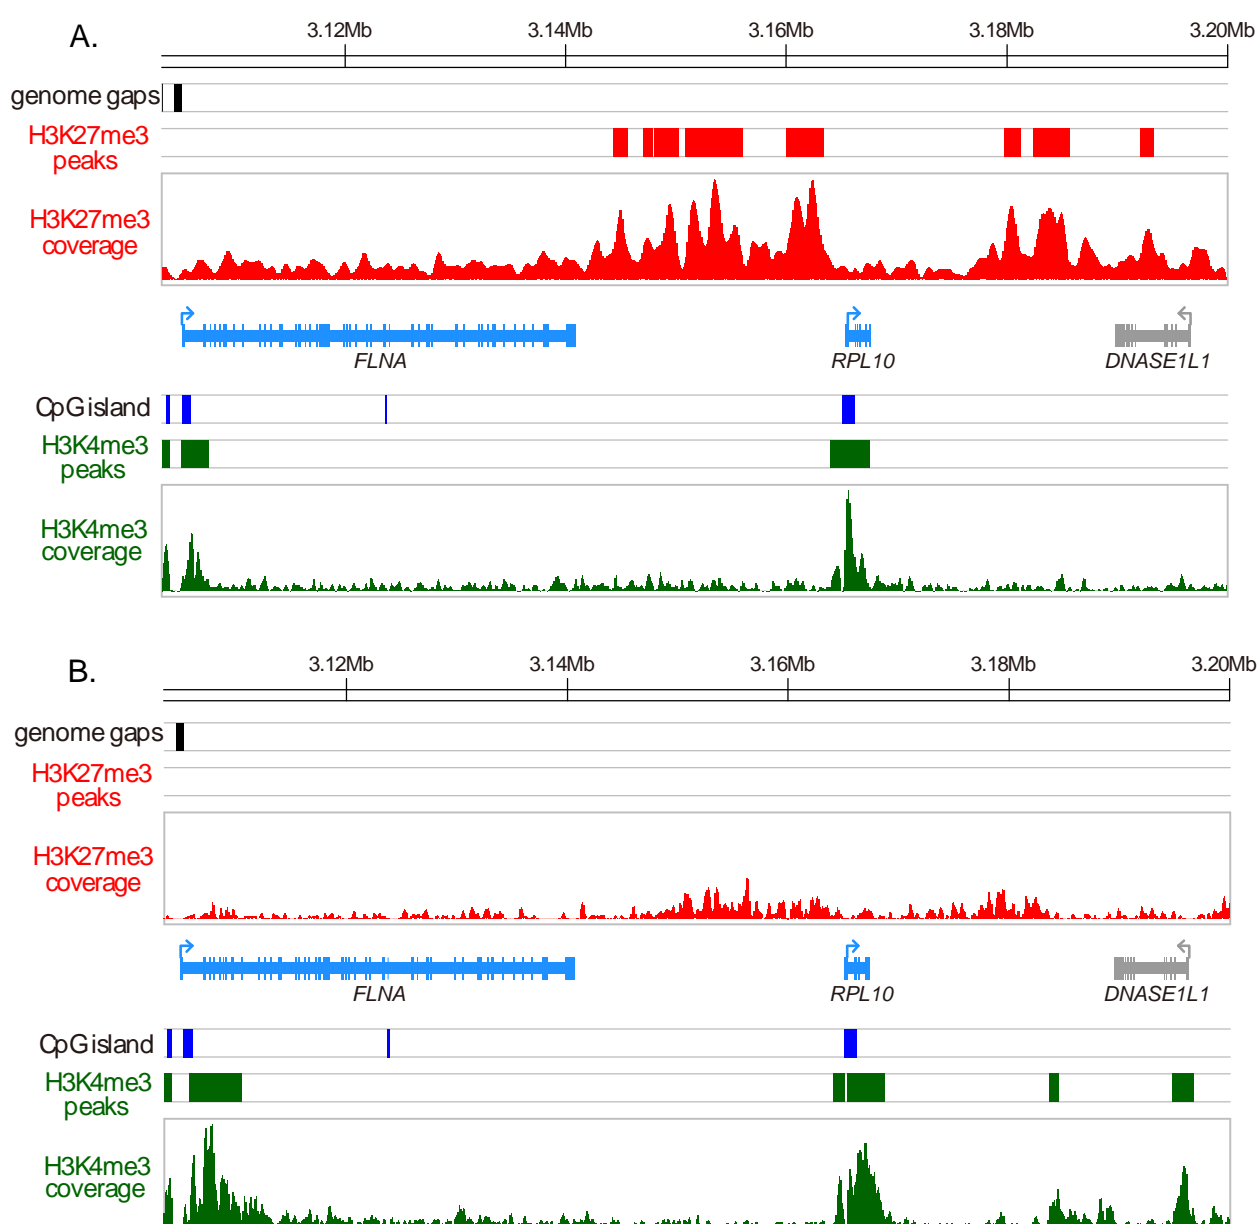 A.
3.12Mb 3.14Mb 3.16Mb 3.18Mb 3.20Mb
genome gaps
H3K27me3
peaks
H3K27me3
coverage
FLNA RPL10 DNASE1L1
CpG island
H3K4me3
peaks
H3K4me3
coverage
B.
3.12Mb 3.14Mb 3.16Mb 3.18Mb 3.20Mb
genome gaps
H3K27me3
peaks
H3K27me3
coverage
FLNA RPL10 DNASE1L1
CpG island
H3K4me3
peaks
H3K4me3
coverage